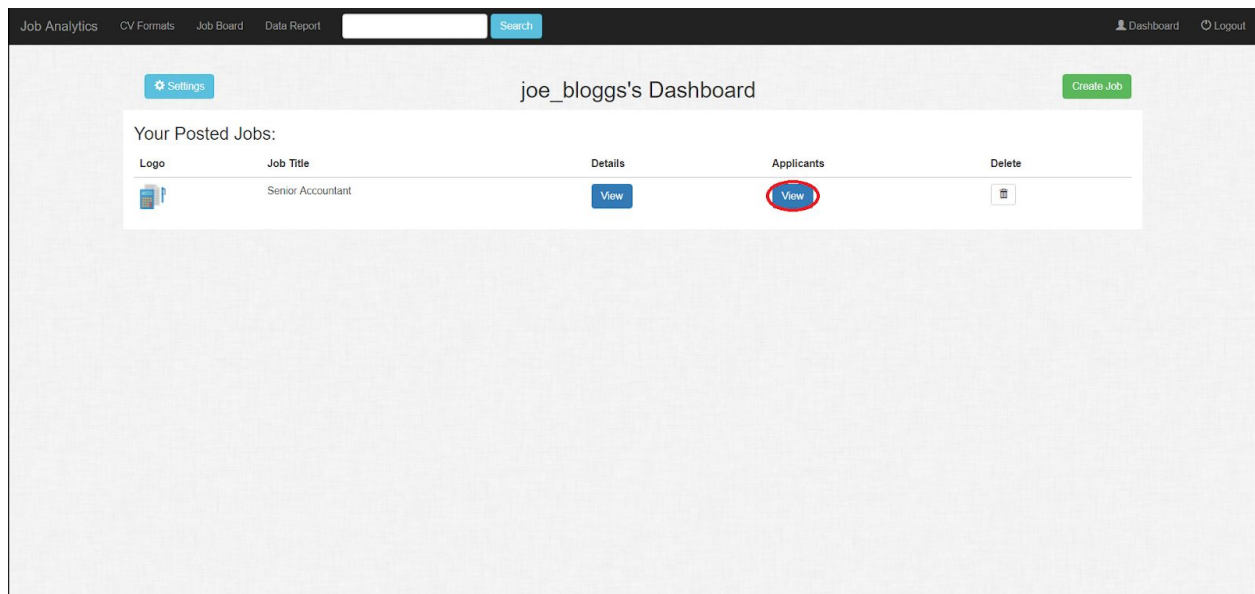 Job Analytics CV Formats Job Board Data Report Search Dashboard Logout
Settings joe_bloggs's Dashboard Create Job
Your Posted Jobs:
Logo Job Title Details Applicants Delete
Senior Accountant View View